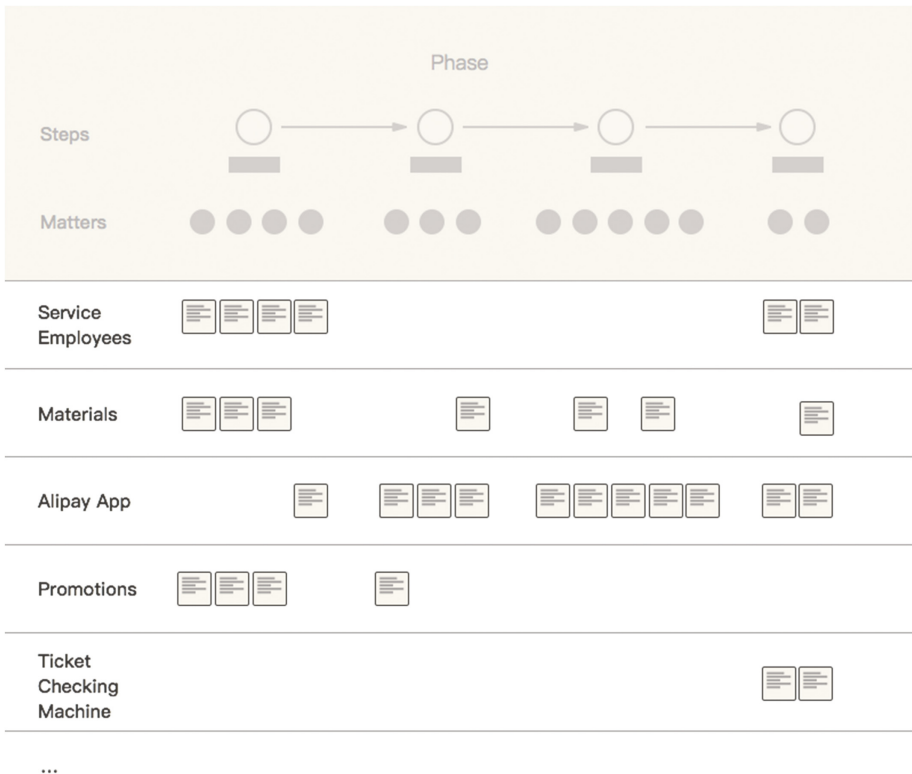 Phase
Steps
Matters
Service
Employees
Materials
Alipay App
Promotions
Ticket
Checking
Machine
...